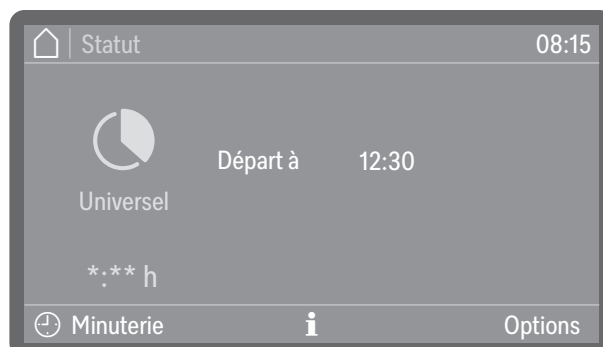 Statut 08:15
Départ à 12:30
Universel
*:** h
Minuterie i Options